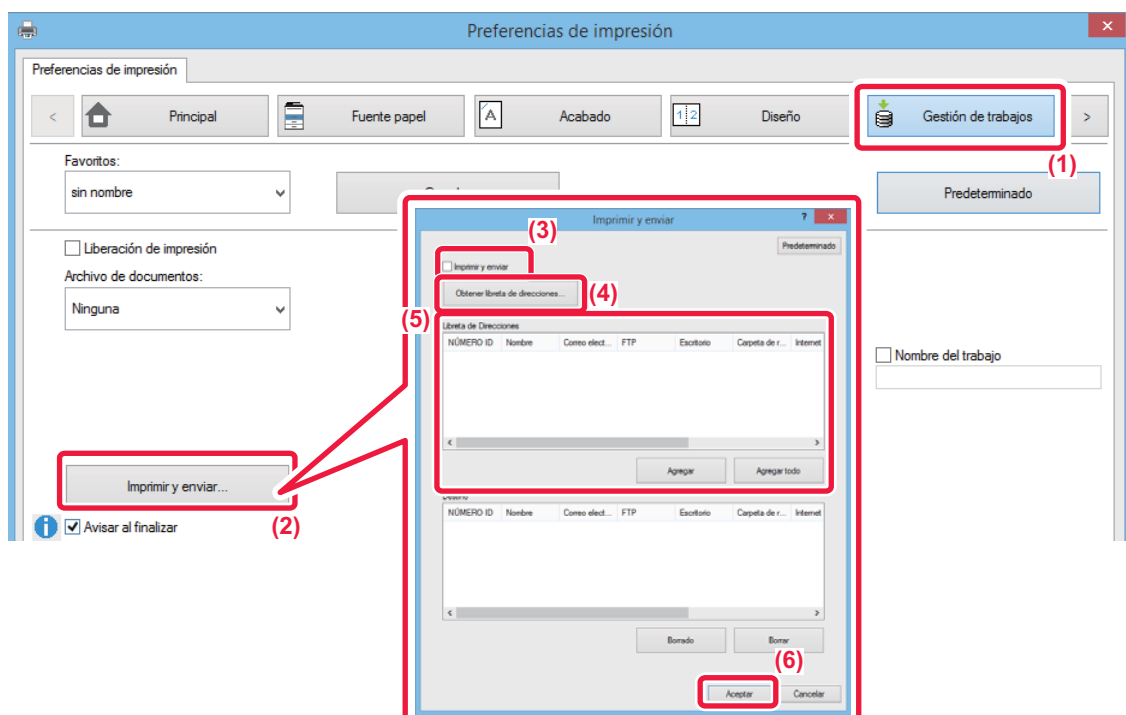 Preferencias de impresión
Preferencias de impresión
< Principal Fuente papel A Acabado 1 2 Diseño Gestión de trabajos >
(1)
Favoritos:
sin nombre
Predeterminado
Imprimir y enviar ?
(3)
Predeterminado
Liberación de impresión
Imprimir y enviar
Archivo de documentos:
Obtener libreta de direcciones...
(4)
Ninguna
(5)
Libreta de Direcciones
NÚMERO ID Nombre Correo elect... FTP Escritorio Carpeta de r... Internet
Nombre del trabajo
Agregar Agregar todo
Imprimir y enviar...
(2)
NÚMERO ID Nombre Correo elect... FTP Escritorio Carpeta de r... Internet
Avisar al finalizar
Borrado Borrar
(6)
Aceptar Cancelar